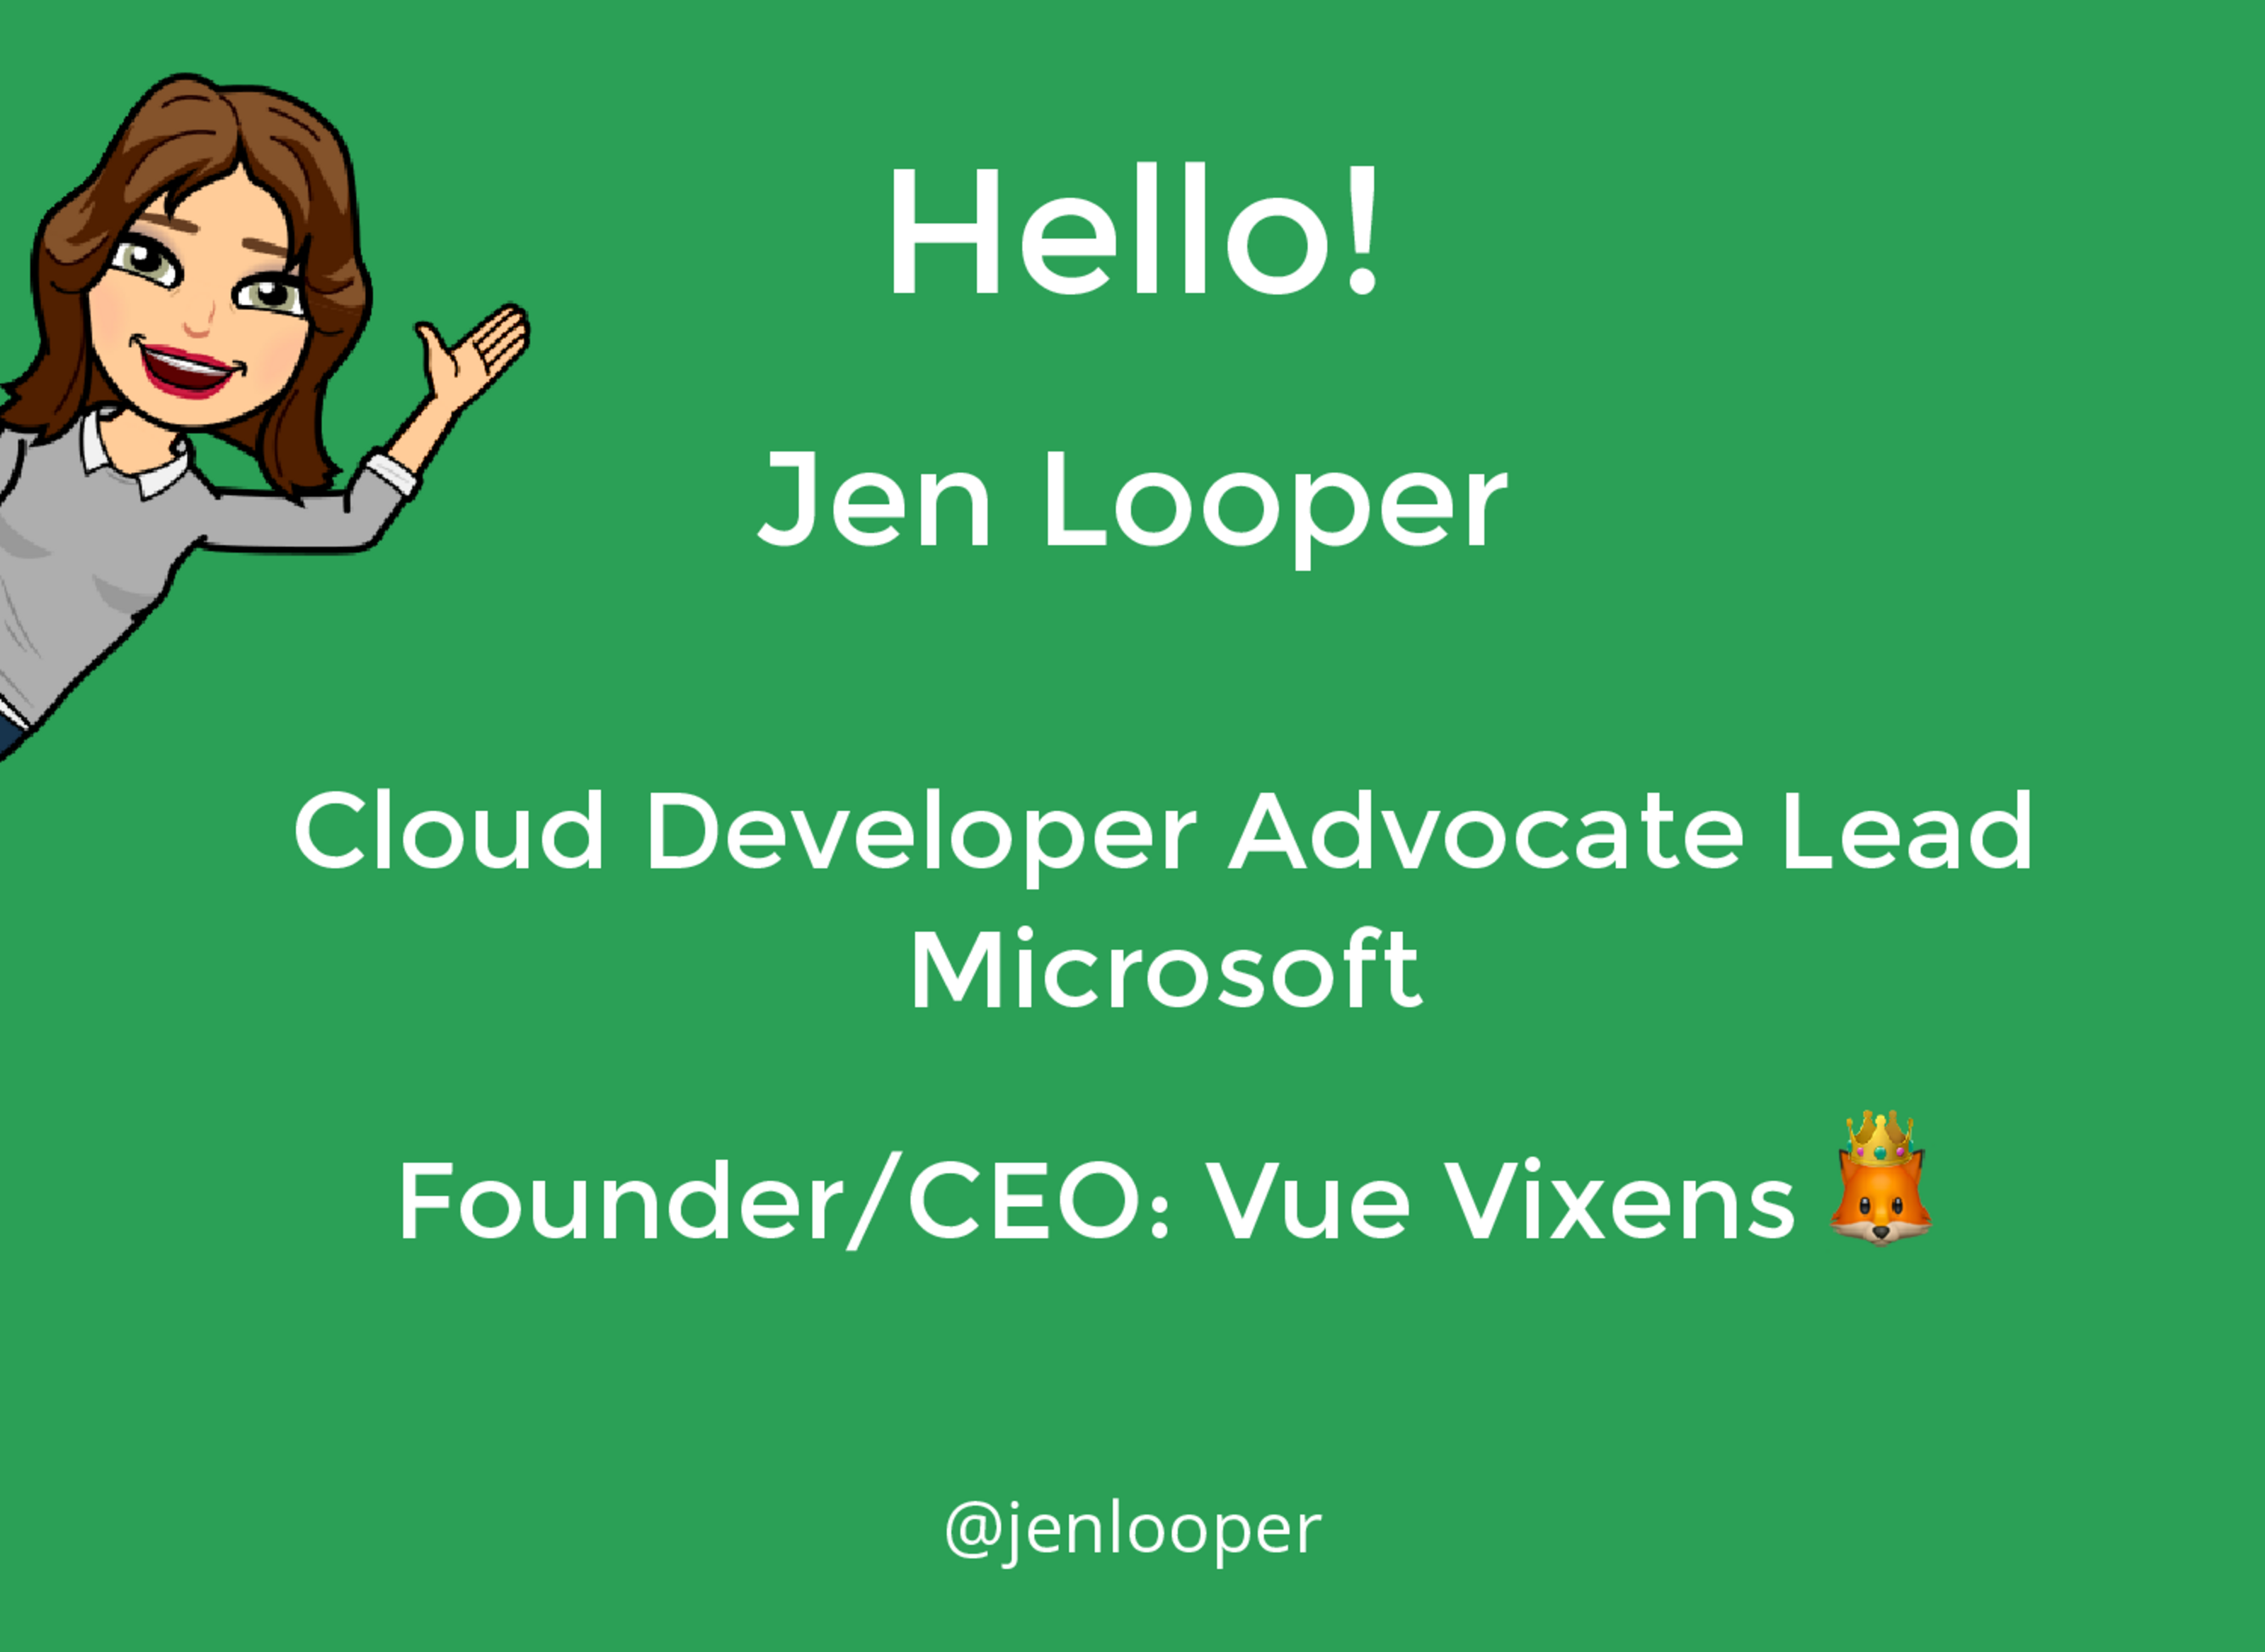 Hello!
Jen Looper
Cloud Developer Advocate Lead
Microsoft
Founder/CEO: Vue Vixens
@jenlooper